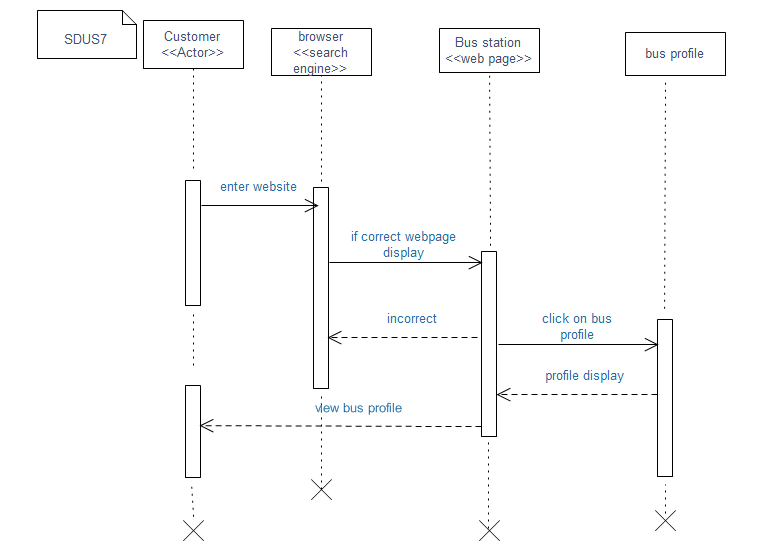 SDUS7
Customer
<<Actor>>
browser
<<search
engine>>
Bus station
<<web page>>
bus profile
enter website
if correct webpage
display
incorrect
click on bus
profile
profile display
view bus profile